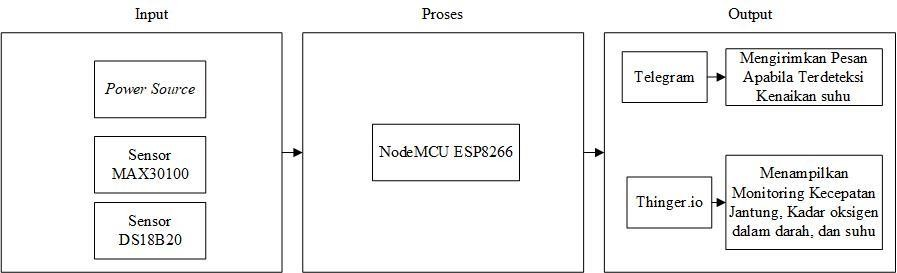 Input
Proses
Output
Power Source
Sensor
MAX30100
Sensor
DS18B20
NodeMCU ESP8266
Telegram
Mengirimkan Pesan
Apabila Terdeteksi
Kenaikan suhu
Thinger.io
Menampilkan
Monitoring Kecepatan
Jantung, Kadar oksigen
dalam darah, dan suhu